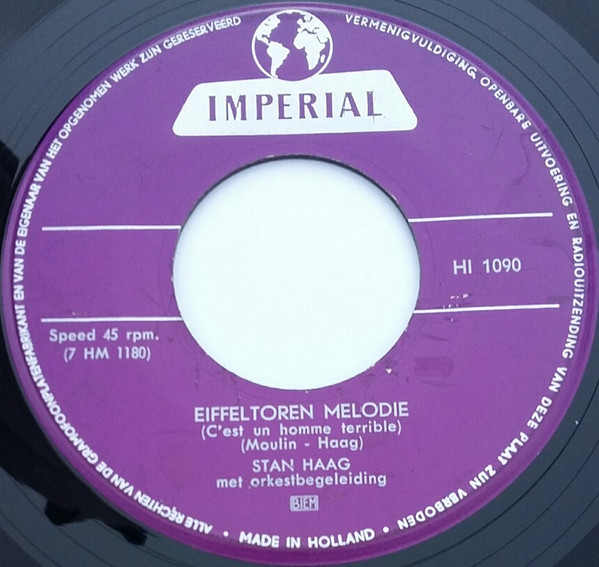 IMPERIAL
HI 1090
Speed 45 rpm.
(7 HM 1180)
EIFFELTOREN MELODIE
(C'est un homme terrible)
(Moulin - Haag)
STAN HAAG
met orkestbegeleiding
BIEM
ALLE RECHTEN VAN DE GRAMOFOONPLATENFABRIKANT EN VAN DE EIGENAAR VAN HET OPGENOMEN WERK ZIJN GERESERVEERD
VERMENIGVULDIGING, OPENBARE UITVOERING EN RADIOUITZENDING VAN DEZE PLAAT ZIJN VERBODEN
• MADE IN HOLLAND •